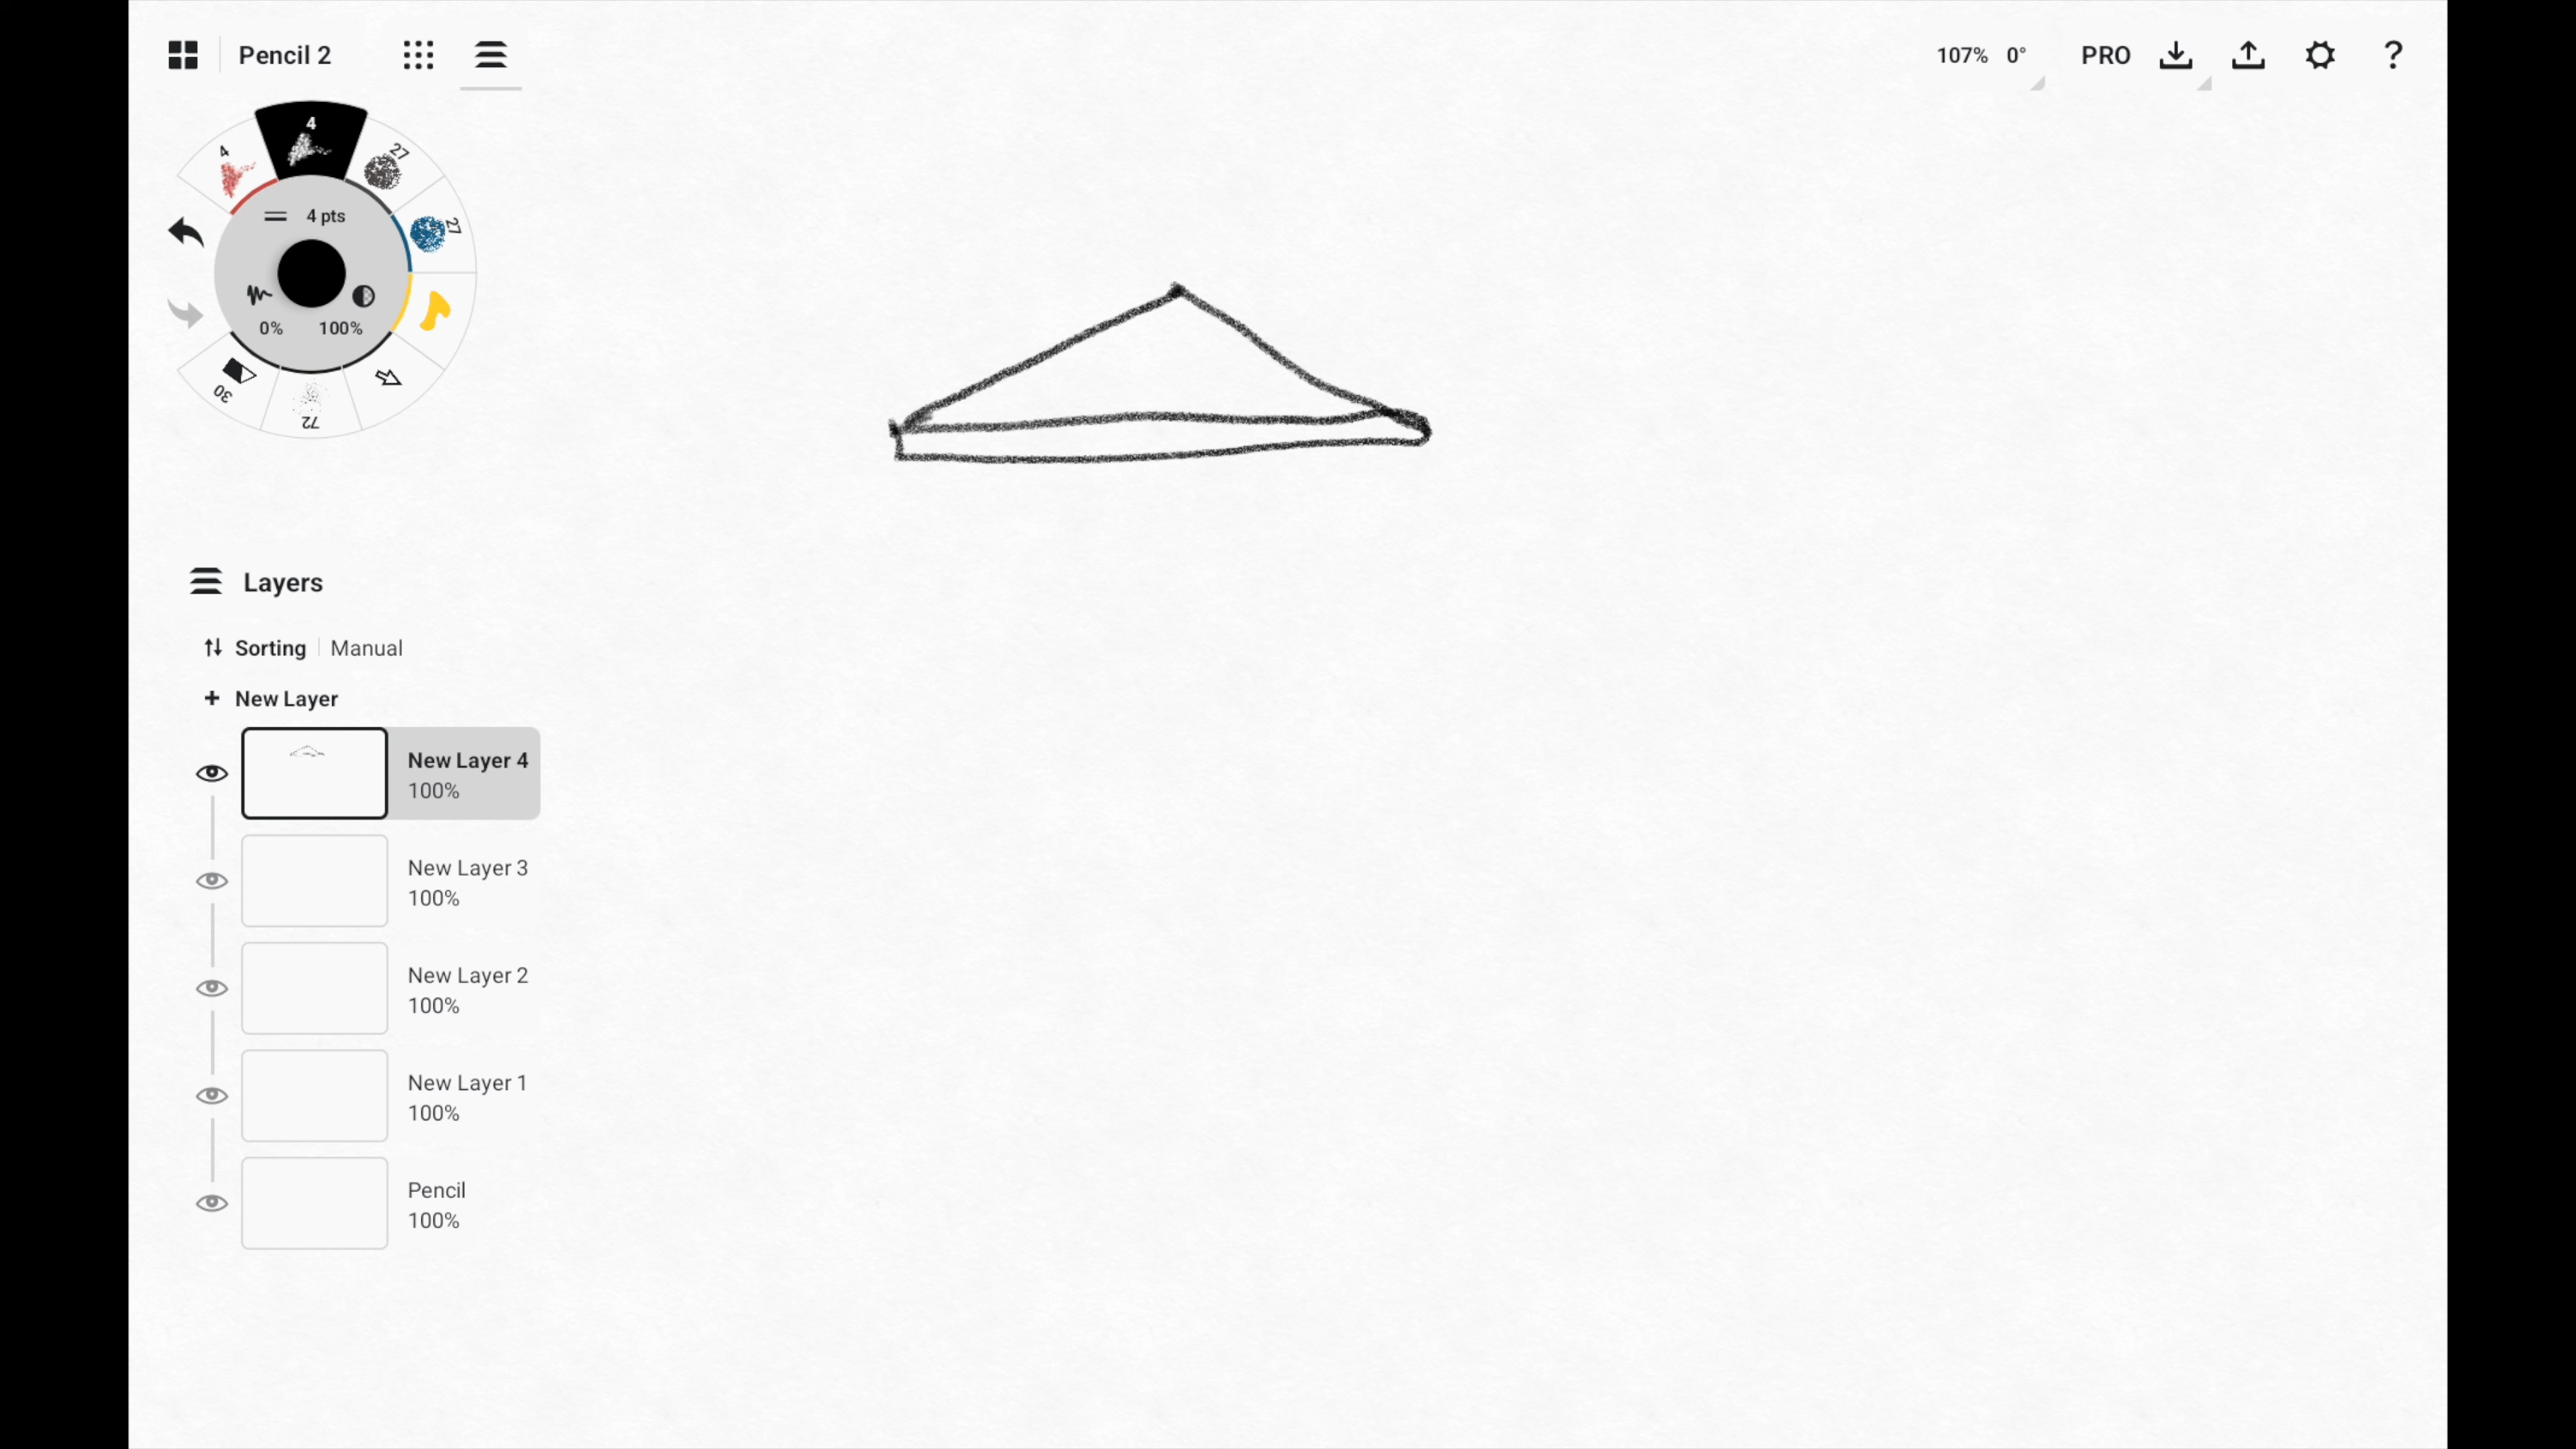 Pencil 2
107% 0°
PRO
?
4
4
27
27
4 pts
0%
100%
30
72
Layers
Sorting
Manual
+ New Layer
New Layer 4
100%
New Layer 3
100%
New Layer 2
100%
New Layer 1
100%
Pencil
100%